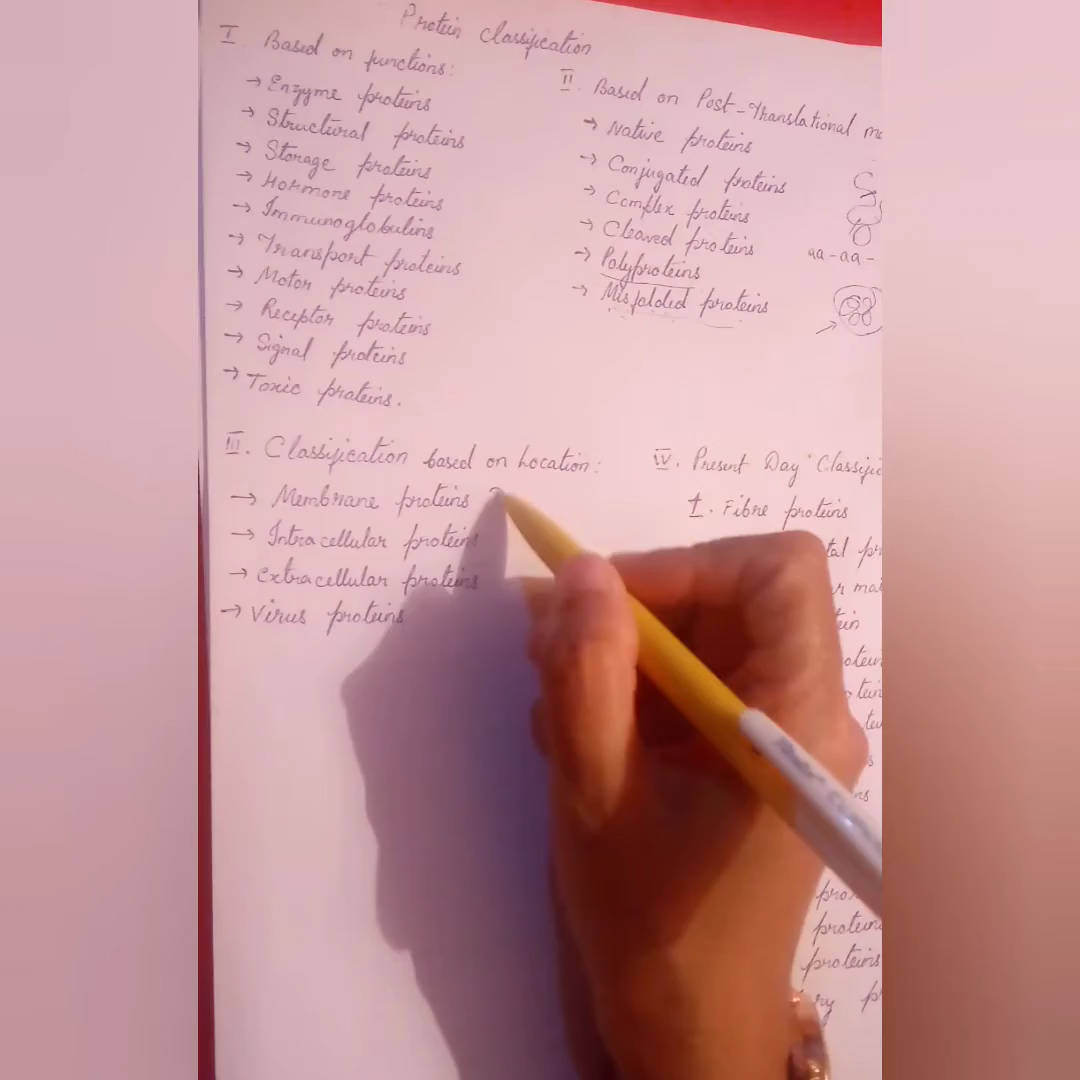 Protein Classification
I. Based on functions:
→ Enzyme proteins
→ Structural proteins
→ Storage proteins
→ Hormone proteins
→ Immunoglobulins
→ Transport proteins
→ Motor proteins
→ Receptor proteins
→ Signal proteins
→ Toxic proteins.
II. Based on Post-Translational
→ Native proteins
→ Conjugated proteins
→ Complex proteins
→ Cleaved proteins
aa-aa-
→ Polyproteins
→ Misfolded proteins
III. Classification based on Location:
→ Membrane proteins
→ Intracellular proteins
→ Extracellular proteins
→ Virus proteins
IV. Present Day
1. Fibre proteins
proteins